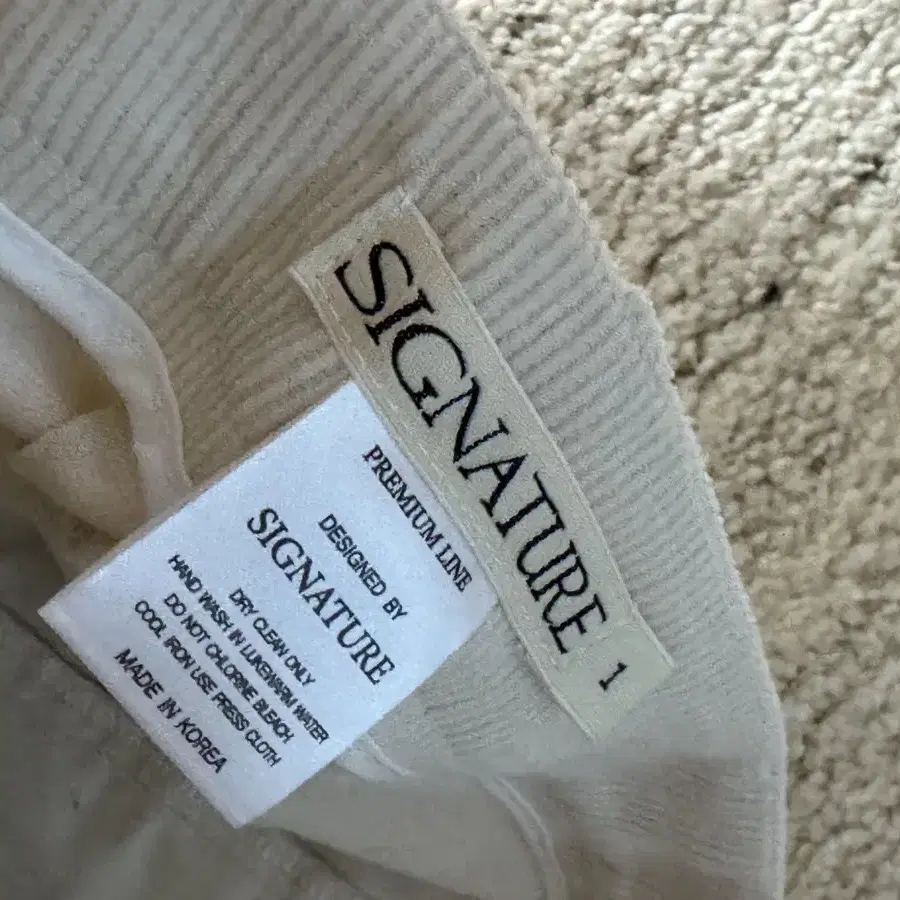 SIGNATURE 1
PREMIUM LINE
DESIGNED BY
SIGNATURE
DRY CLEAN ONLY
HAND WASH IN LUKEWARM WATER
DO NOT CHLORINE BLEACH
COOL IRON USE PRESS CLOTH
MADE IN KOREA